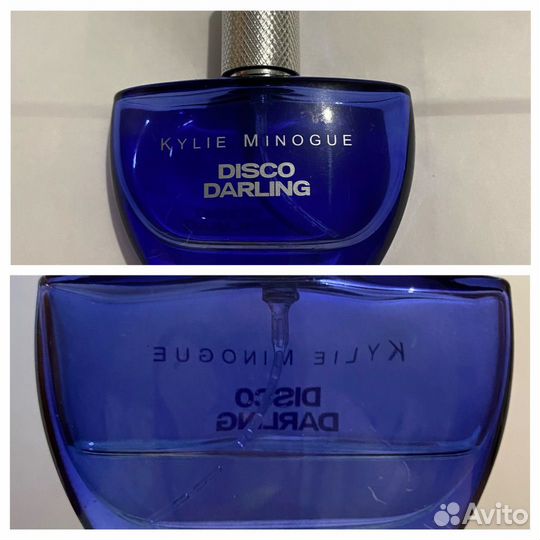 KYLIE MINOGUE
DISCO
DARLING
KYLIE MINOGUE
DISCO
DARLING
Avito